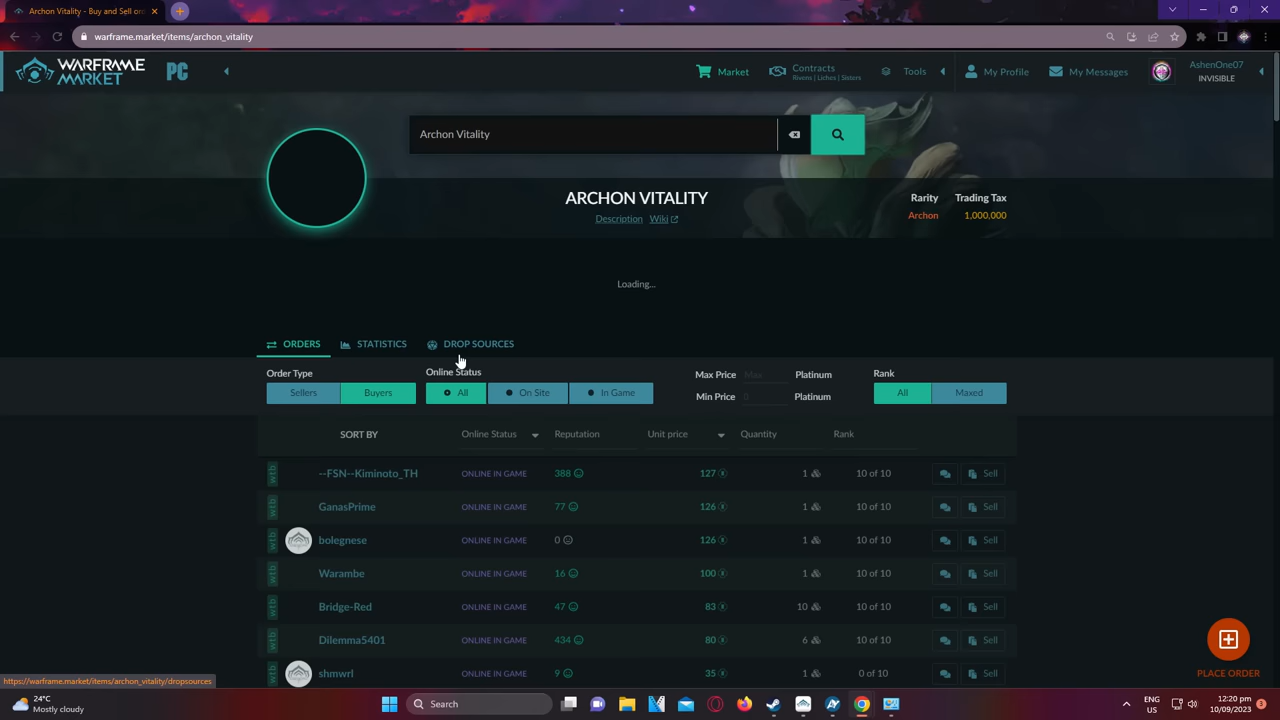 Archon Vitality - Buy and Sell or
warframe.market/items/archon_vitality
WARFRAME
MARKET
PC
Market
Contracts
Rivens | Liches | Sisters
Tools
My Profile
My Messages
AshenOne07
INVISIBLE
Archon Vitality
ARCHON VITALITY
Description Wiki
Rarity Trading Tax
Archon 1,000,000
Loading...
ORDERS STATISTICS DROP SOURCES
Order Type Online Status Max Price Max Platinum Rank
Sellers Buyers All On Site In Game Min Price 0 Platinum All Maxed
SORT BY Online Status Reputation Unit price Quantity Rank
wtb --FSN--Kiminoto_TH ONLINE IN GAME 388 127 1 10 of 10 Sell
wtb GanasPrime ONLINE IN GAME 77 126 1 10 of 10 Sell
wtb bolegnese ONLINE IN GAME 0 126 1 10 of 10 Sell
wtb Warambe ONLINE IN GAME 16 100 1 10 of 10 Sell
wtb Bridge-Red ONLINE IN GAME 47 83 10 10 of 10 Sell
wtb Dilemma5401 ONLINE IN GAME 434 80 6 10 of 10 Sell
wtb shmwrl ONLINE IN GAME 9 35 1 0 of 10 Sell
PLACE ORDER
https://warframe.market/items/archon_vitality/dropsources
24°C
Mostly cloudy
Search
ENG
US
12:20 pm
10/09/2023